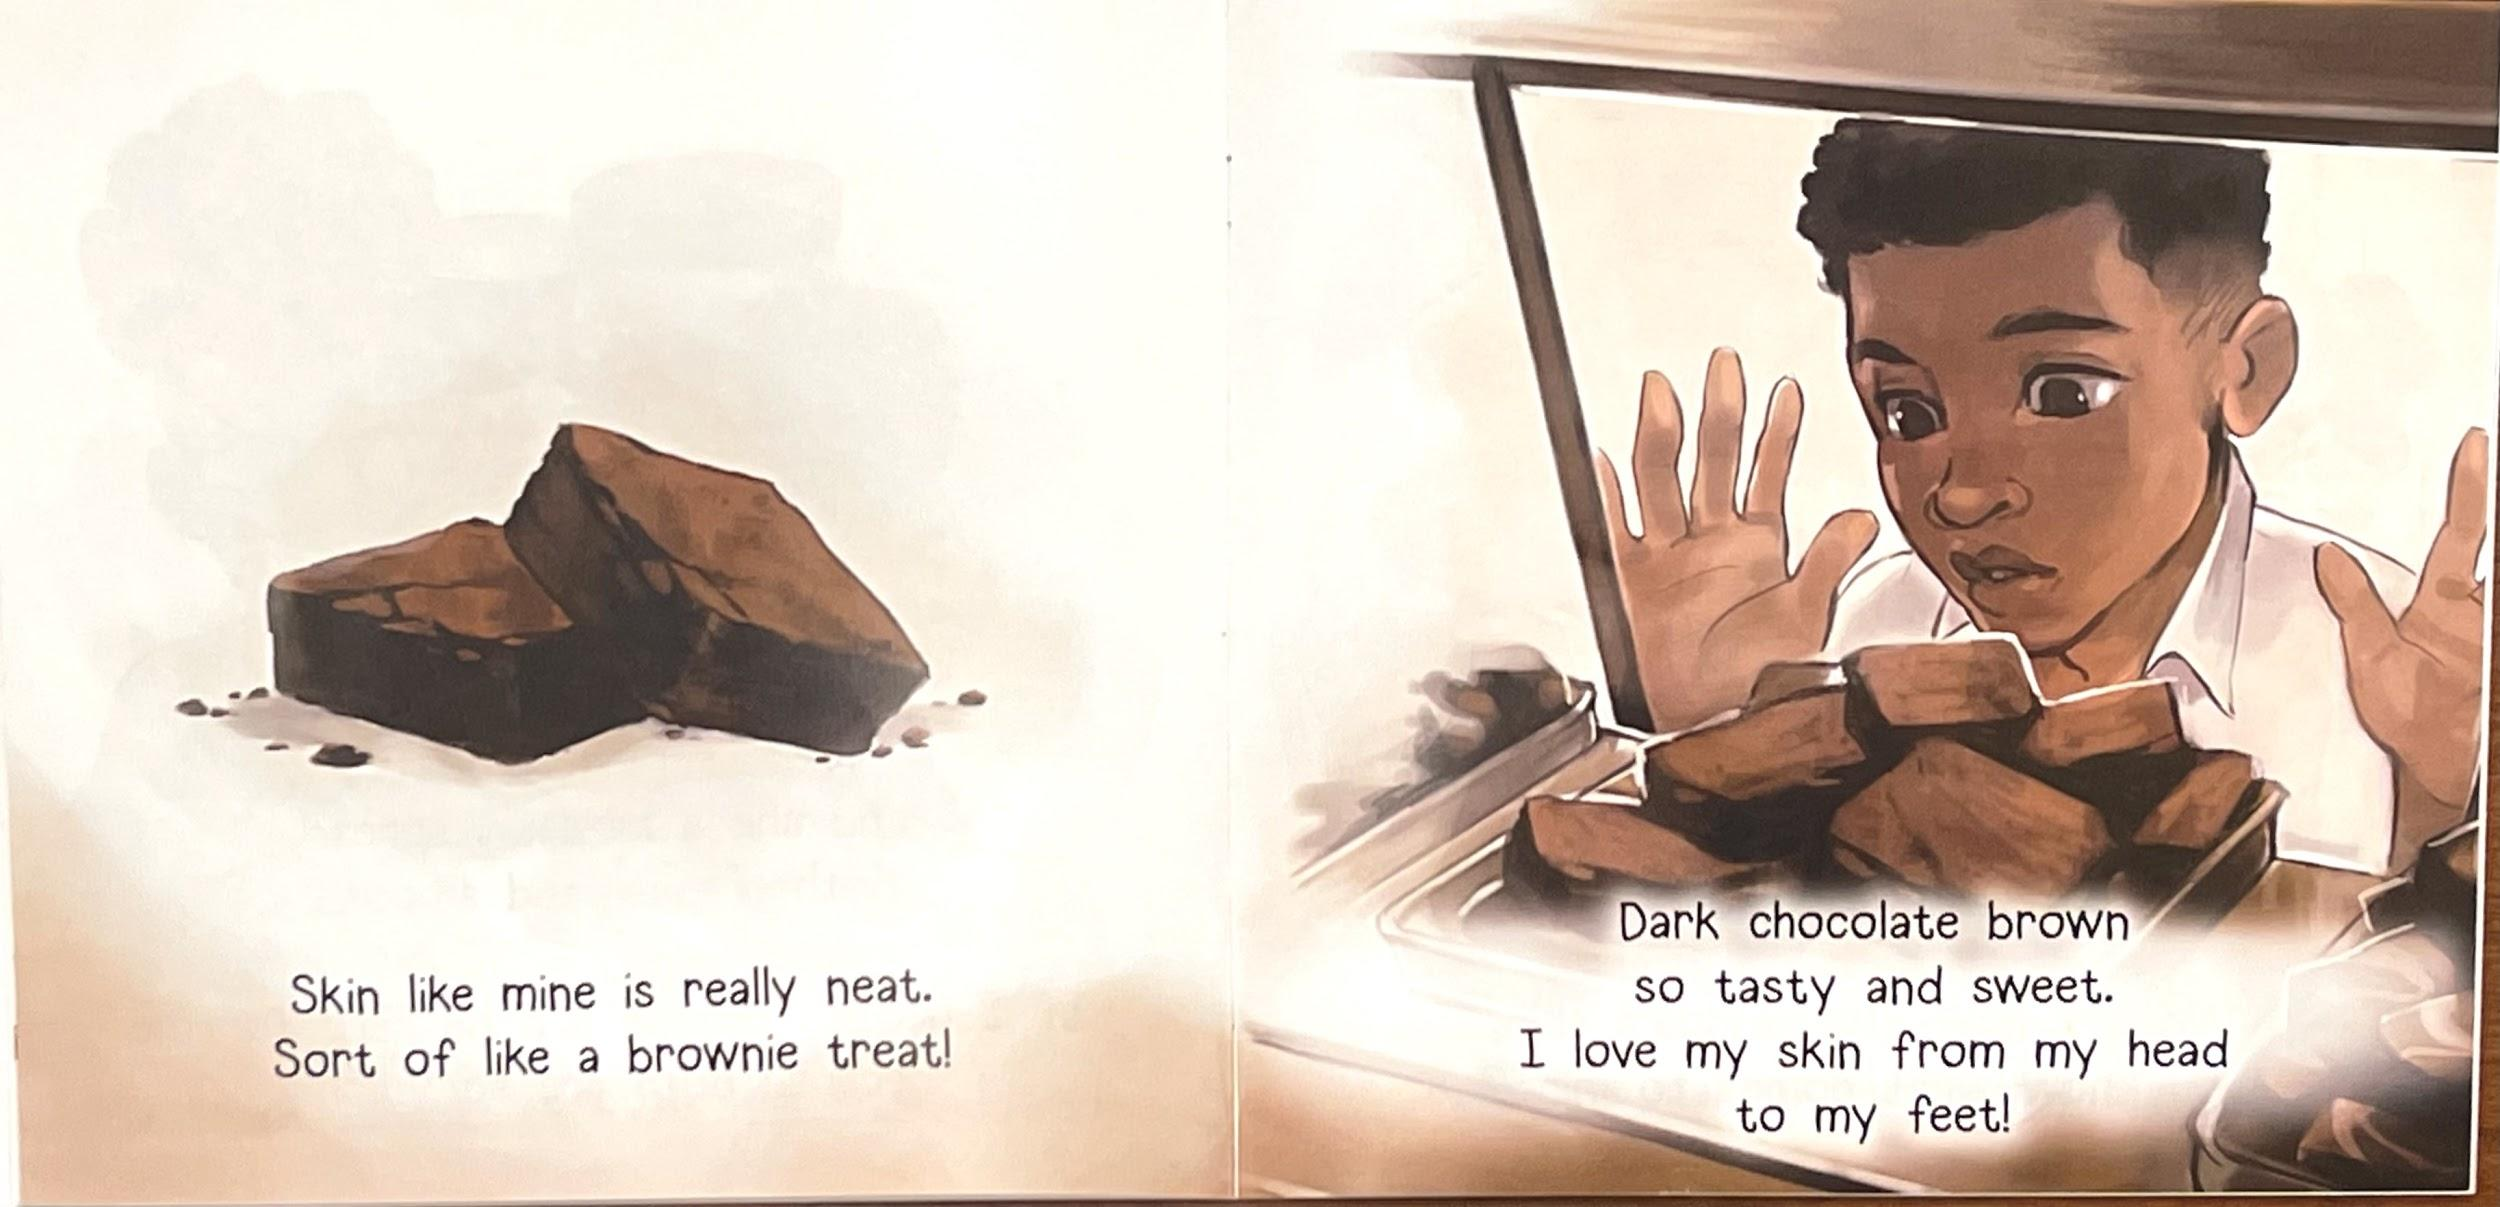 Skin like mine is really neat.
Sort of like a brownie treat!
Dark chocolate brown
so tasty and sweet.
I love my skin from my head
to my feet!